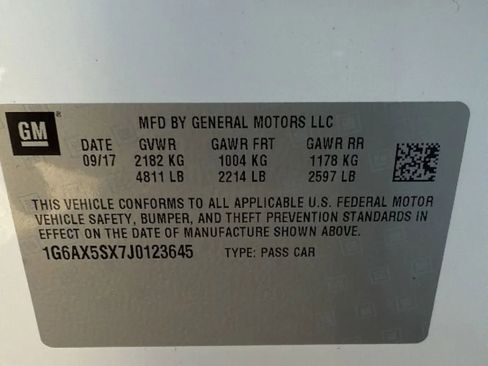 GM ®
MFD BY GENERAL MOTORS LLC
DATE GVWR GAWR FRT GAWR RR
09/17 2182 KG 1004 KG 1178 KG
4811 LB 2214 LB 2597 LB
THIS VEHICLE CONFORMS TO ALL APPLICABLE U.S. FEDERAL MOTOR
VEHICLE SAFETY, BUMPER, AND THEFT PREVENTION STANDARDS IN
EFFECT ON THE DATE OF MANUFACTURE SHOWN ABOVE.
1G6AX5SX7J0123645 TYPE: PASS CAR